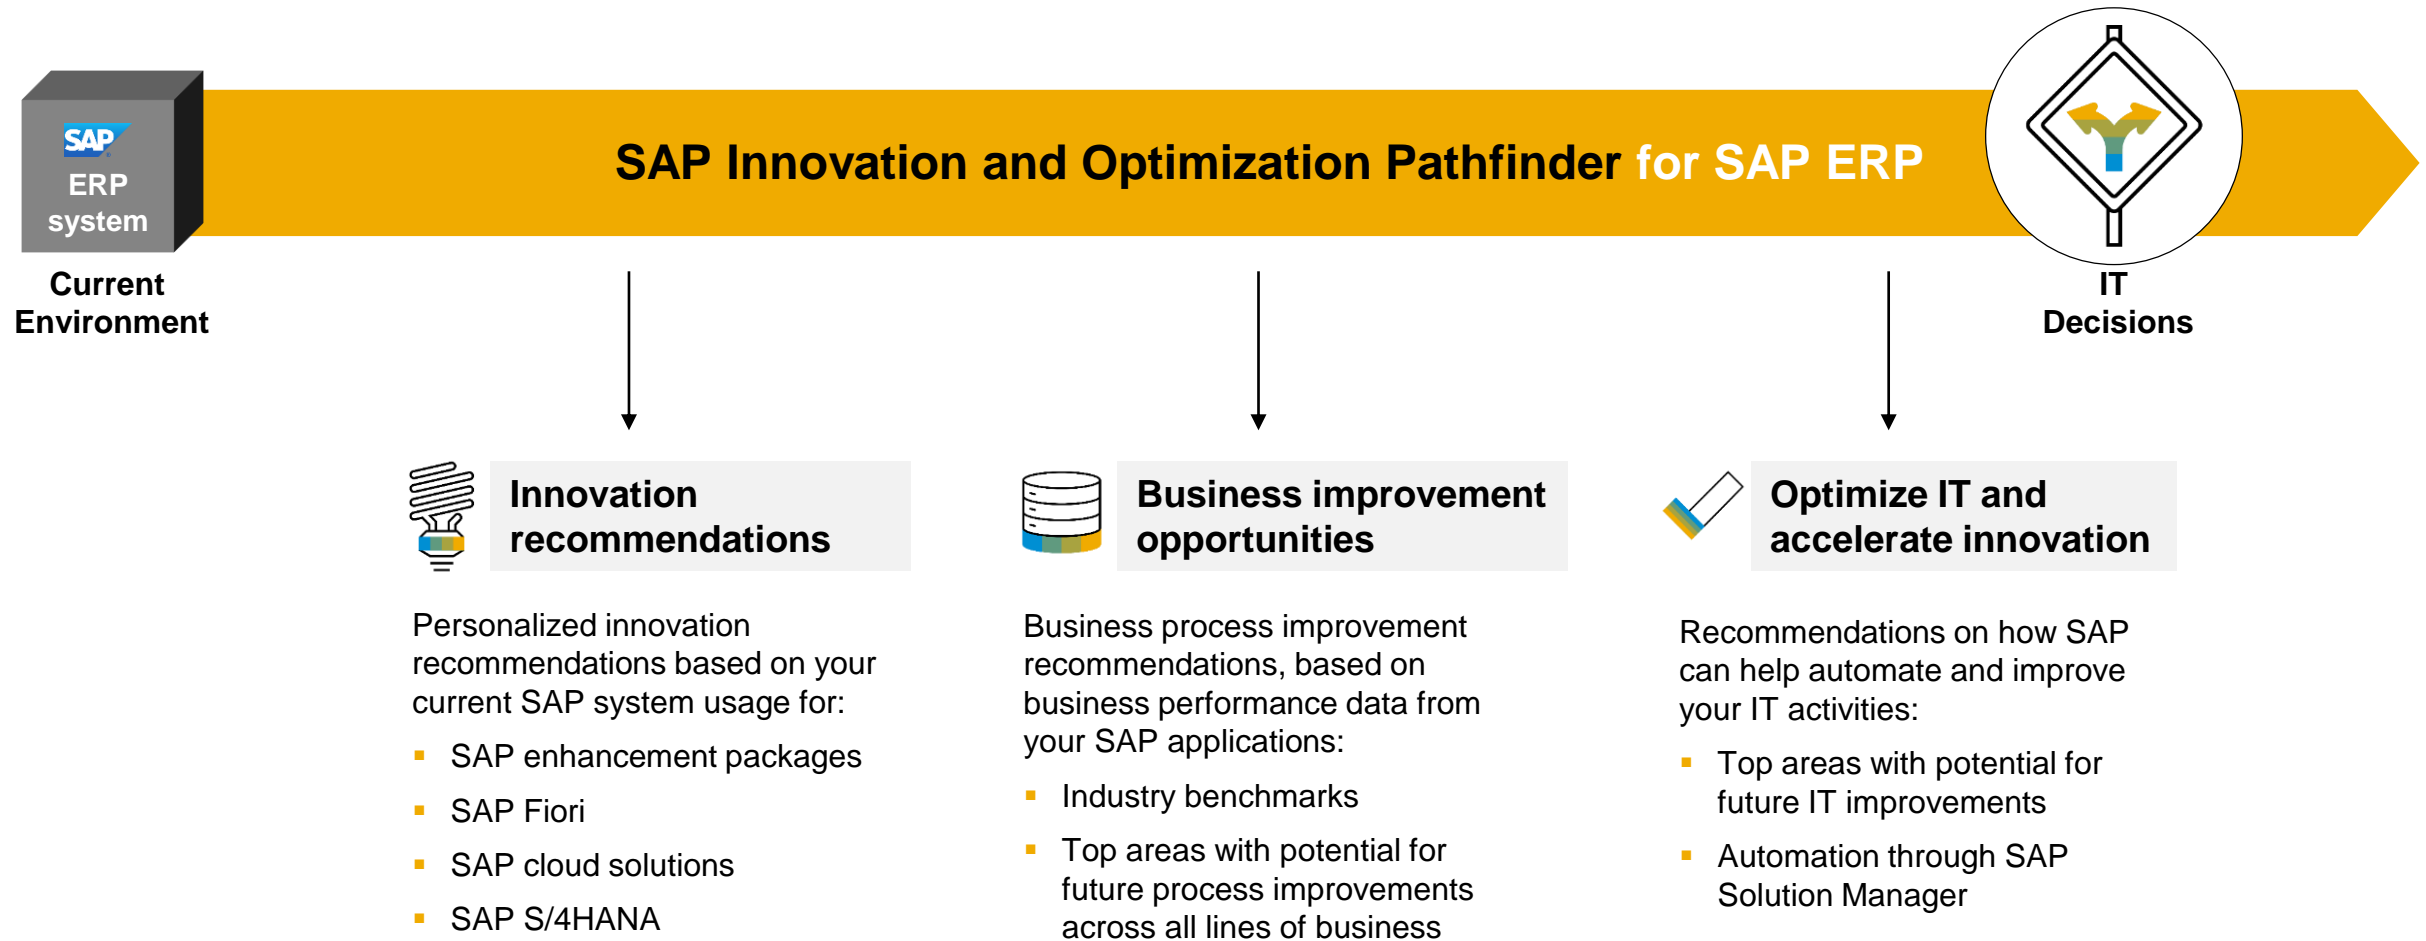 SAP
ERP
system
Current
Environment
SAP Innovation and Optimization Pathfinder for SAP ERP
IT
Decisions
Innovation
recommendations
Personalized innovation
recommendations based on your
current SAP system usage for:
▪ SAP enhancement packages
▪ SAP Fiori
▪ SAP cloud solutions
▪ SAP S/4HANA
Business improvement
opportunities
Business process improvement
recommendations, based on
business performance data from
your SAP applications:
▪ Industry benchmarks
▪ Top areas with potential for
future process improvements
across all lines of business
Optimize IT and
accelerate innovation
Recommendations on how SAP
can help automate and improve
your IT activities:
▪ Top areas with potential for
future IT improvements
▪ Automation through SAP
Solution Manager